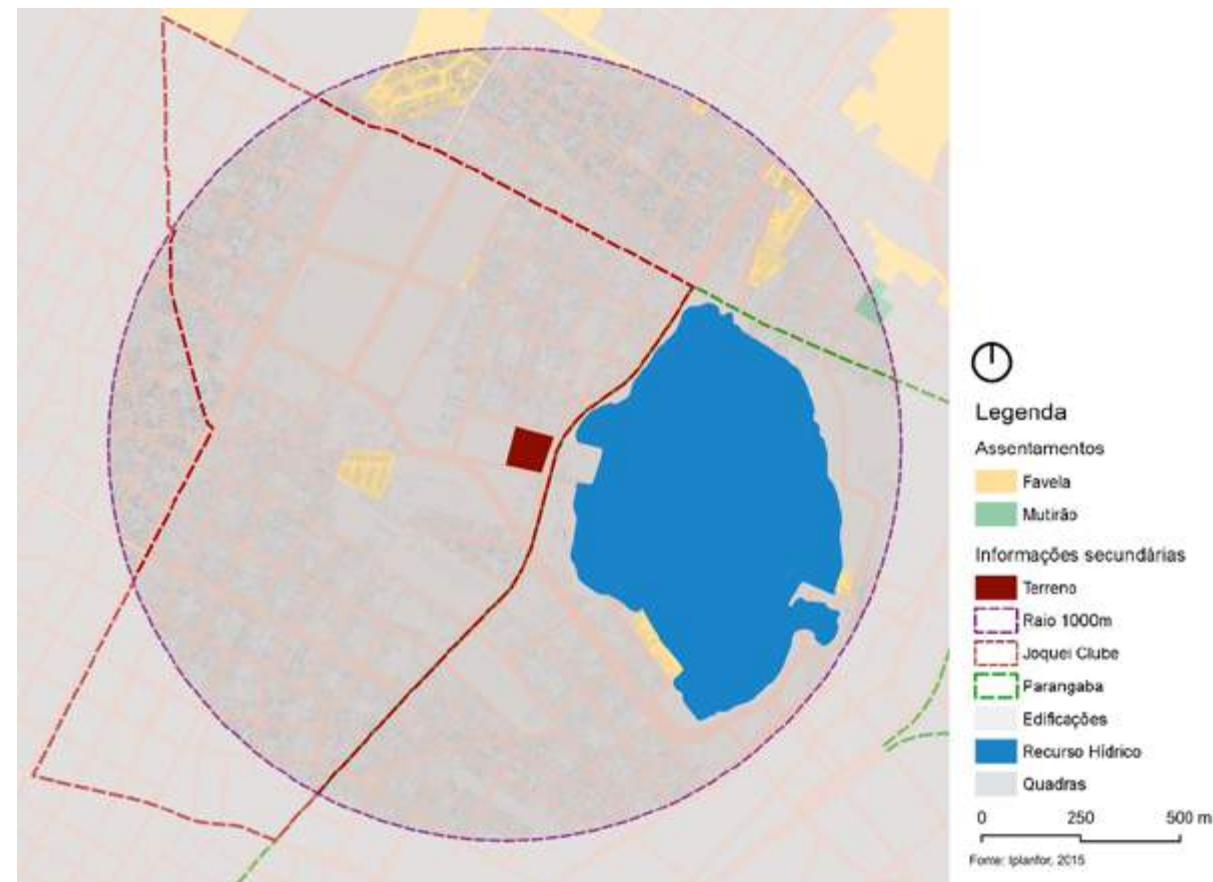 Legenda
Assentamentos
Favela
Mutirão
Informações secundárias
Terreno
Raio 1000m
Joquei Clube
Parangaba
Edificações
Recurso Hídrico
Quadras
0 250 500 m
Fonte: Iplanfor, 2015